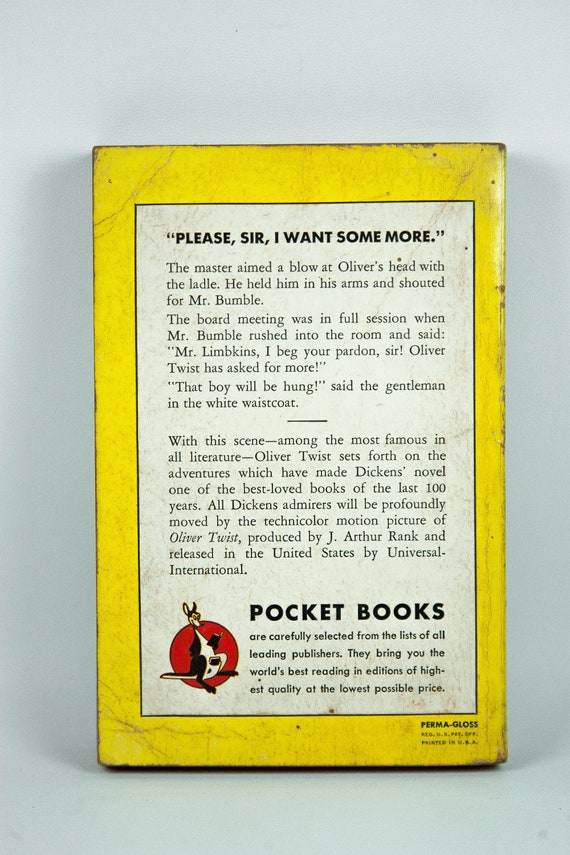 "PLEASE, SIR, I WANT SOME MORE."
The master aimed a blow at Oliver's head with
the ladle. He held him in his arms and shouted
for Mr. Bumble.
The board meeting was in full session when
Mr. Bumble rushed into the room and said:
"Mr. Limbkins, I beg your pardon, sir! Oliver
Twist has asked for more!"
"That boy will be hung!" said the gentleman
in the white waistcoat.
With this scene—among the most famous in
all literature—Oliver Twist sets forth on the
adventures which have made Dickens' novel
one of the best-loved books of the last 100
years. All Dickens admirers will be profoundly
moved by the technicolor motion picture of
Oliver Twist, produced by J. Arthur Rank and
released in the United States by Universal-
International.
POCKET BOOKS
are carefully selected from the lists of all
leading publishers. They bring you the
world's best reading in editions of high-
est quality at the lowest possible price.
PERMA-GLOSS
REG. U. S. PAT. OFF.
PRINTED IN U. S. A.